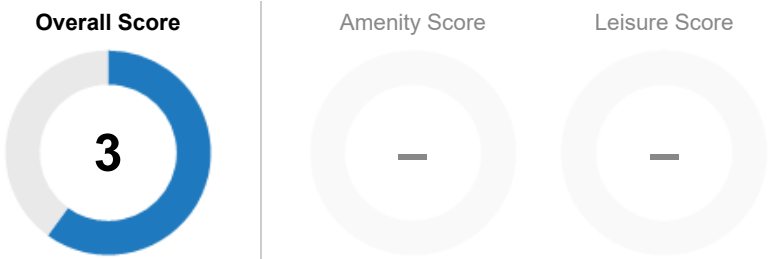 Overall Score
Amenity Score
Leisure Score
3
–
–